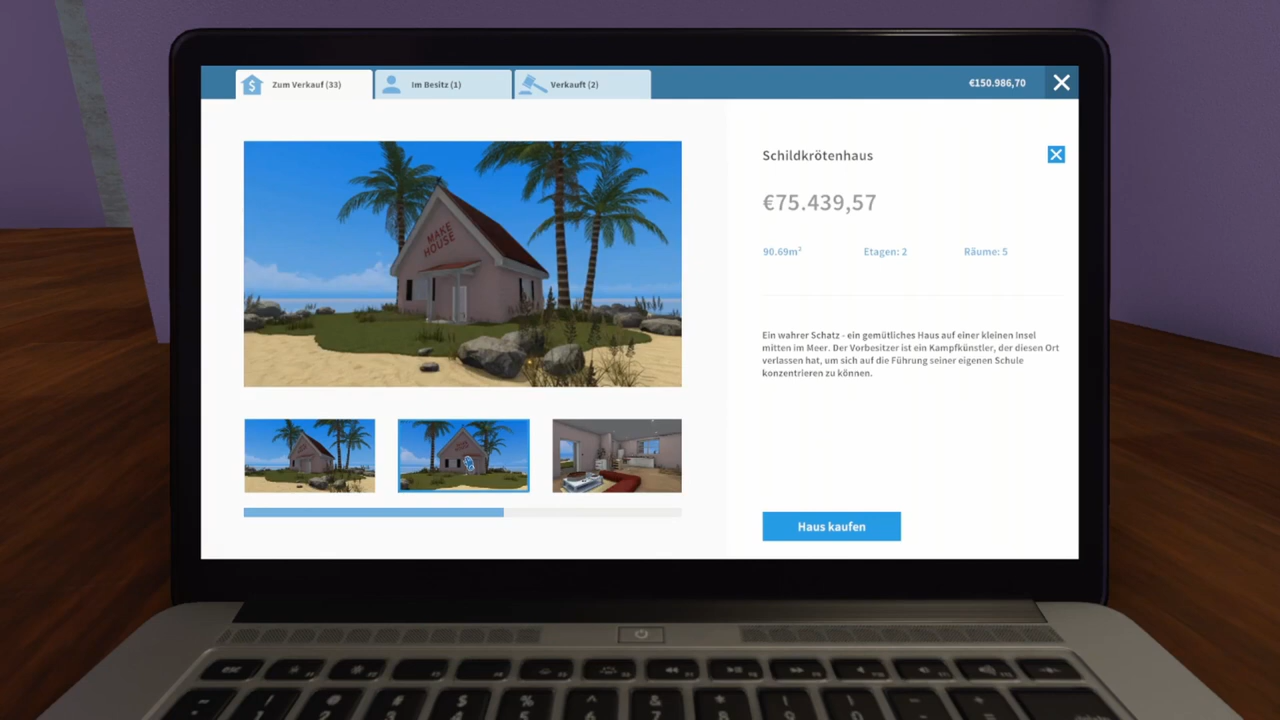 Zum Verkauf (33)
Im Besitz (1)
Verkauft (2)
€150.986,70
Schildkrötenhaus
€75.439,57
90.69m²
Etagen: 2
Räume: 5
Ein wahrer Schatz - ein gemütliches Haus auf einer kleinen Insel
mitten im Meer. Der Vorbesitzer ist ein Kampfkünstler, der diesen Ort
verlassen hat, um sich auf die Führung seiner eigenen Schule
konzentrieren zu können.
MAKE
HOUSE
Haus kaufen
esc